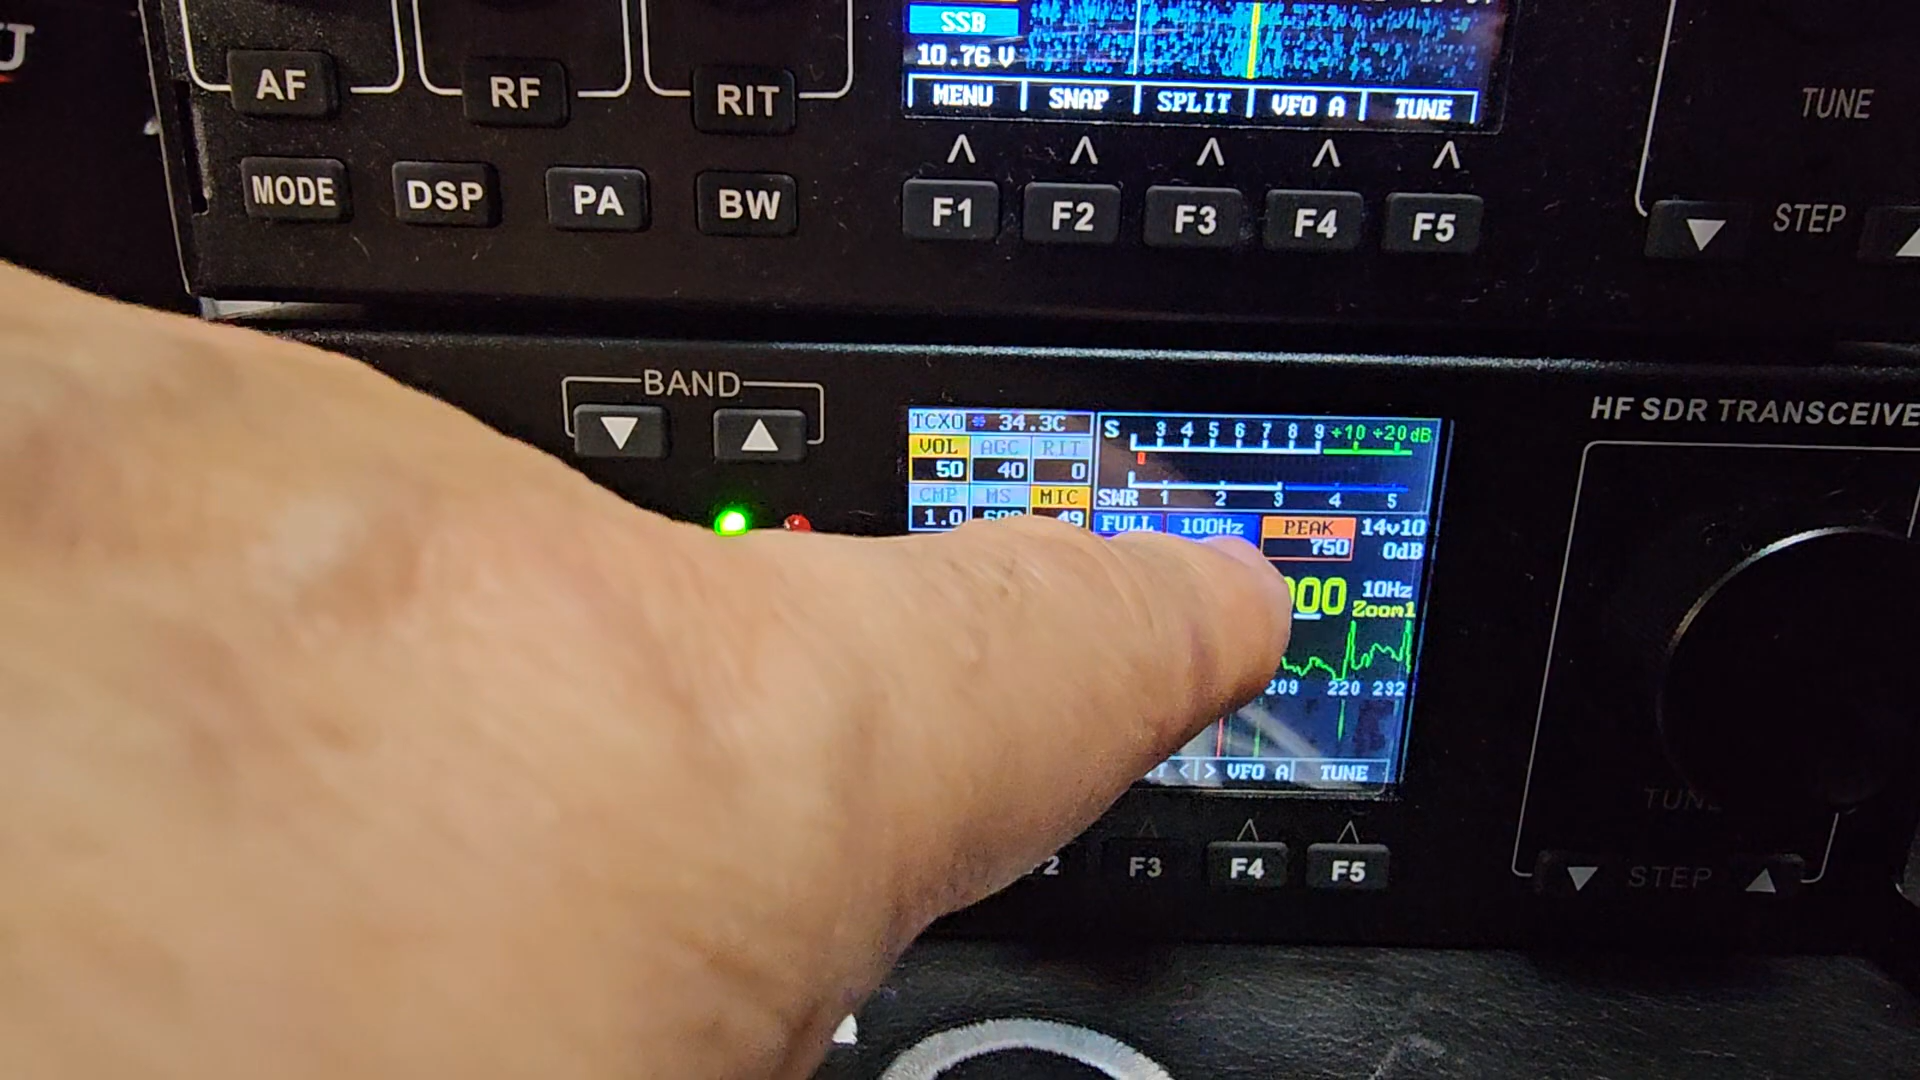 SSB
10.76 V
MENU SNAP SPLIT VFO A TUNE
AF RF RIT
MODE DSP PA BW
F1 F2 F3 F4 F5
TUNE
STEP
BAND
HF SDR TRANSCEIVE
TCXO * 34.3C
VOL AGC RIT
50 40 0
CMP MS MIC
1.0 49
S 3 4 5 6 7 8 9 +10 +20 dB
SWR 1 2 3 4 5
FULL 100Hz PEAK 14v10
750 0dB
000 10Hz
Zoom1
209 220 232
< > VFO A TUNE
F3 F4 F5
STEP